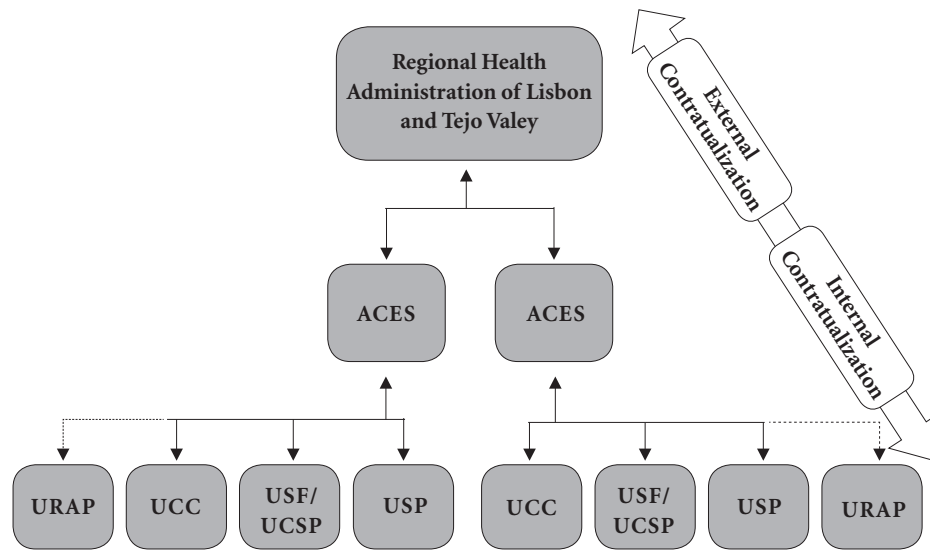 Regional Health
Administration of Lisbon
and Tejo Valey
External
Contratualization
Internal
Contratualization
ACES
ACES
URAP
UCC
USF/
UCSP
USP
UCC
USF/
UCSP
USP
URAP